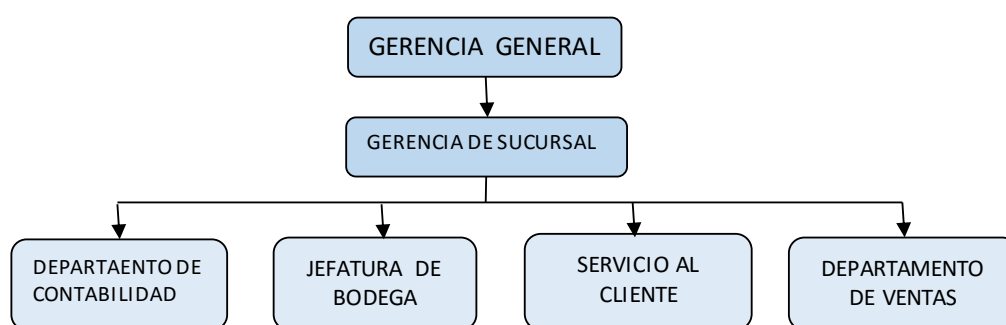 GERENCIA GENERAL
GERENCIA DE SUCURSAL
DEPARTAENTO DE
CONTABILIDAD
JEFATURA DE
BODEGA
SERVICIO AL
CLIENTE
DEPARTAMENTO
DE VENTAS